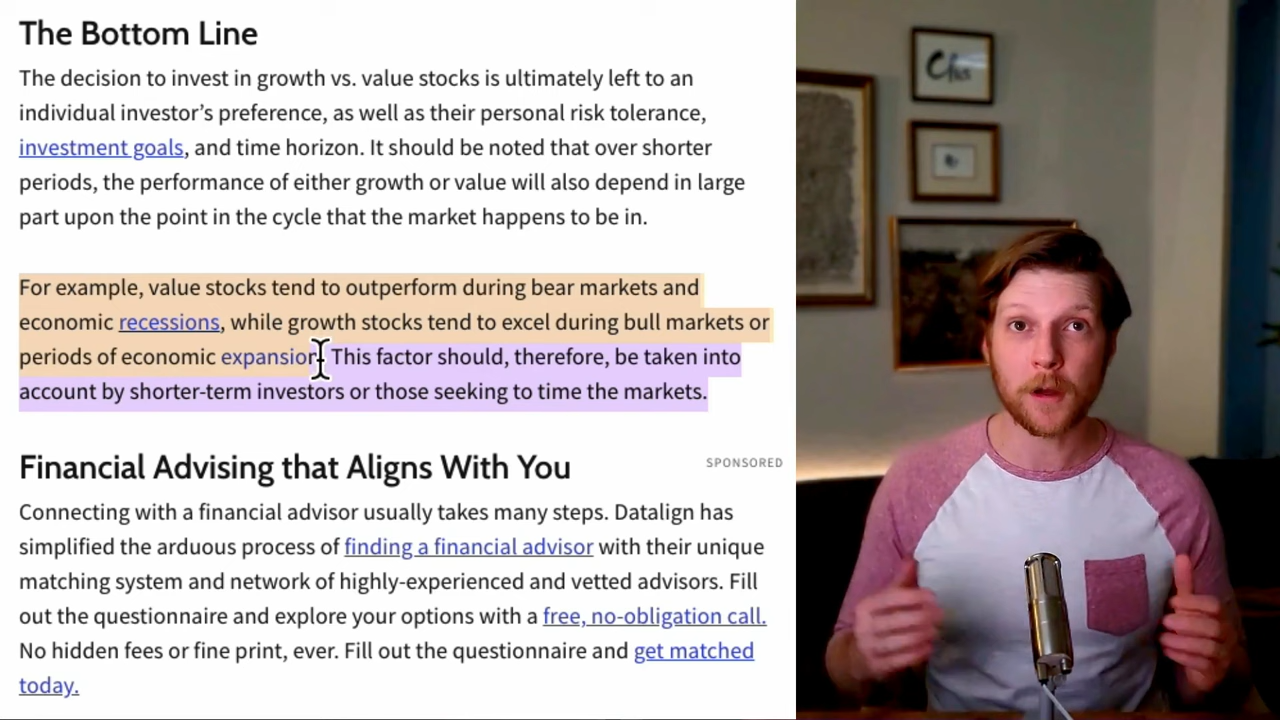 The Bottom Line
The decision to invest in growth vs. value stocks is ultimately left to an
individual investor’s preference, as well as their personal risk tolerance,
investment goals, and time horizon. It should be noted that over shorter
periods, the performance of either growth or value will also depend in large
part upon the point in the cycle that the market happens to be in.
For example, value stocks tend to outperform during bear markets and
economic recessions, while growth stocks tend to excel during bull markets or
periods of economic expansion. This factor should, therefore, be taken into
account by shorter-term investors or those seeking to time the markets.
Financial Advising that Aligns With You
SPONSORED
Connecting with a financial advisor usually takes many steps. Datalign has
simplified the arduous process of finding a financial advisor with their unique
matching system and network of highly-experienced and vetted advisors. Fill
out the questionnaire and explore your options with a free, no-obligation call.
No hidden fees or fine print, ever. Fill out the questionnaire and get matched
today.